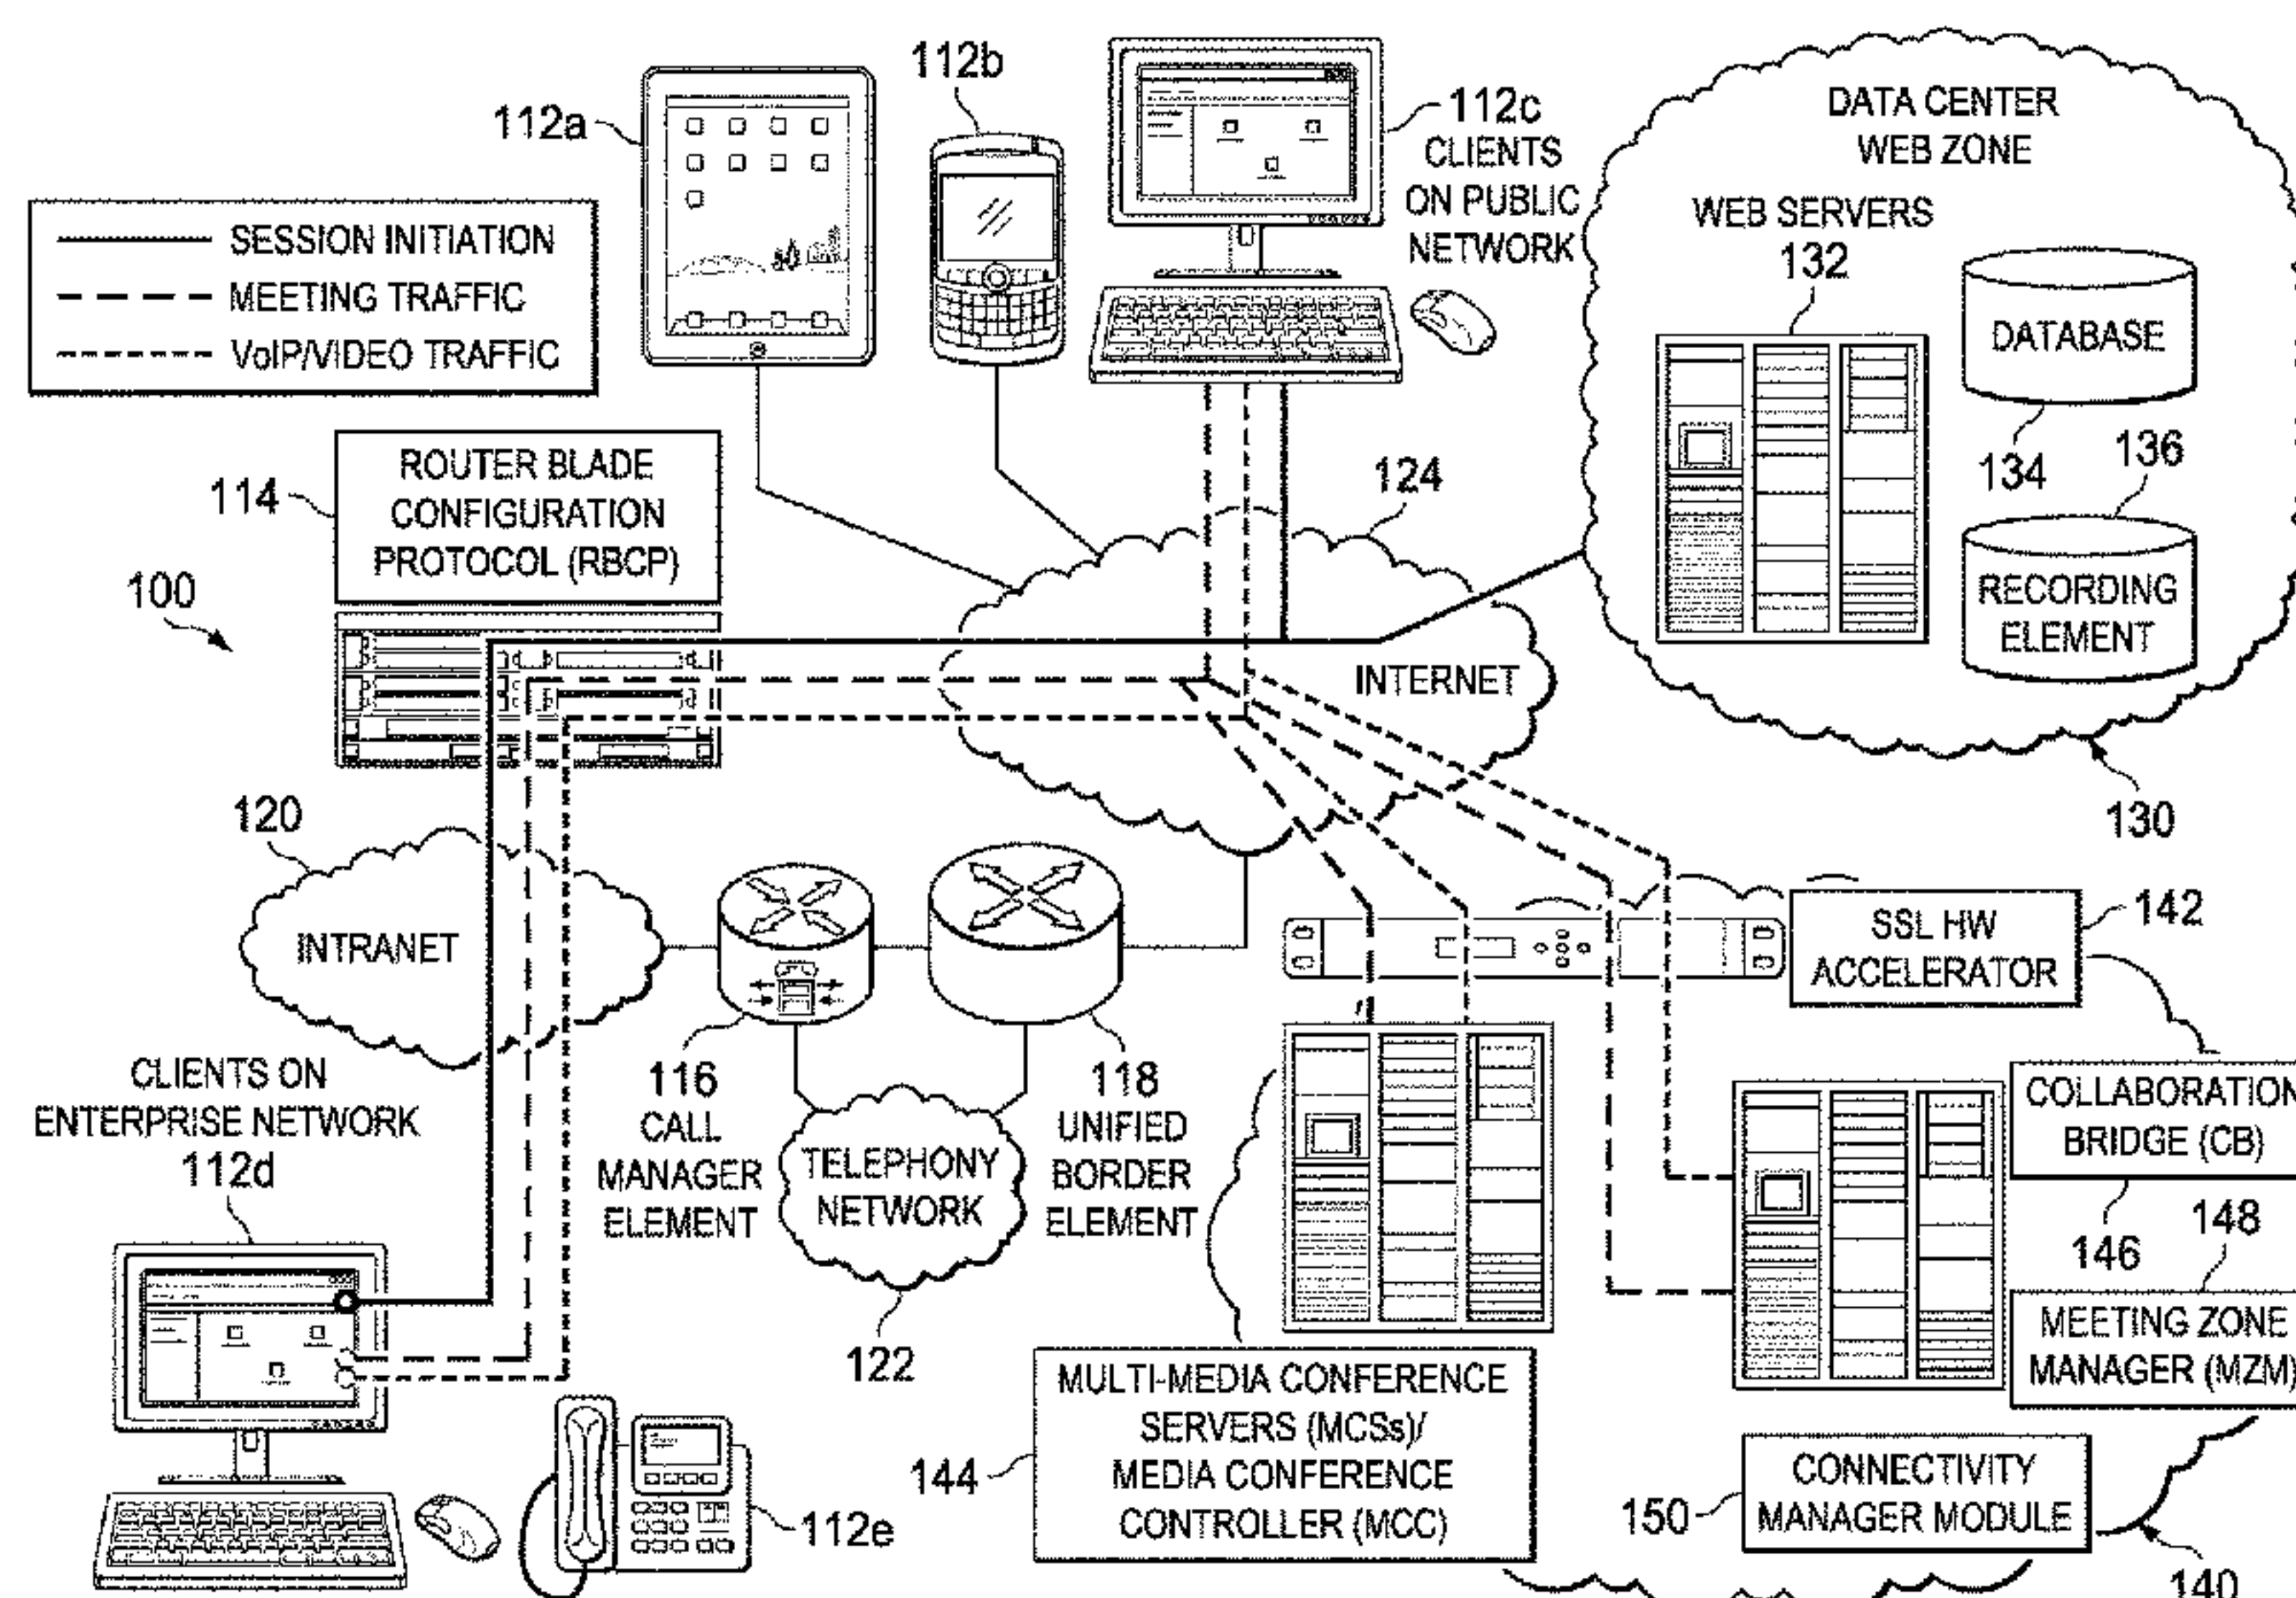 112a
112b
112c
CLIENTS
ON PUBLIC
NETWORK
DATA CENTER
WEB ZONE
WEB SERVERS
132
DATABASE
134
136
RECORDING
ELEMENT
130
SESSION INITIATION
MEETING TRAFFIC
VoIP/VIDEO TRAFFIC
ROUTER BLADE
CONFIGURATION
PROTOCOL (RBCP)
114
100
124
INTERNET
120
INTRANET
CLIENTS ON
ENTERPRISE NETWORK
112d
116
CALL
MANAGER
ELEMENT
118
UNIFIED
BORDER
ELEMENT
TELEPHONY
NETWORK
122
SSL HW
ACCELERATOR
142
COLLABORATION
BRIDGE (CB)
146
148
MEETING ZONE
MANAGER (MZM)
MULTI-MEDIA CONFERENCE
SERVERS (MCSs)/
MEDIA CONFERENCE
CONTROLLER (MCC)
144
CONNECTIVITY
MANAGER MODULE
150
140
112e